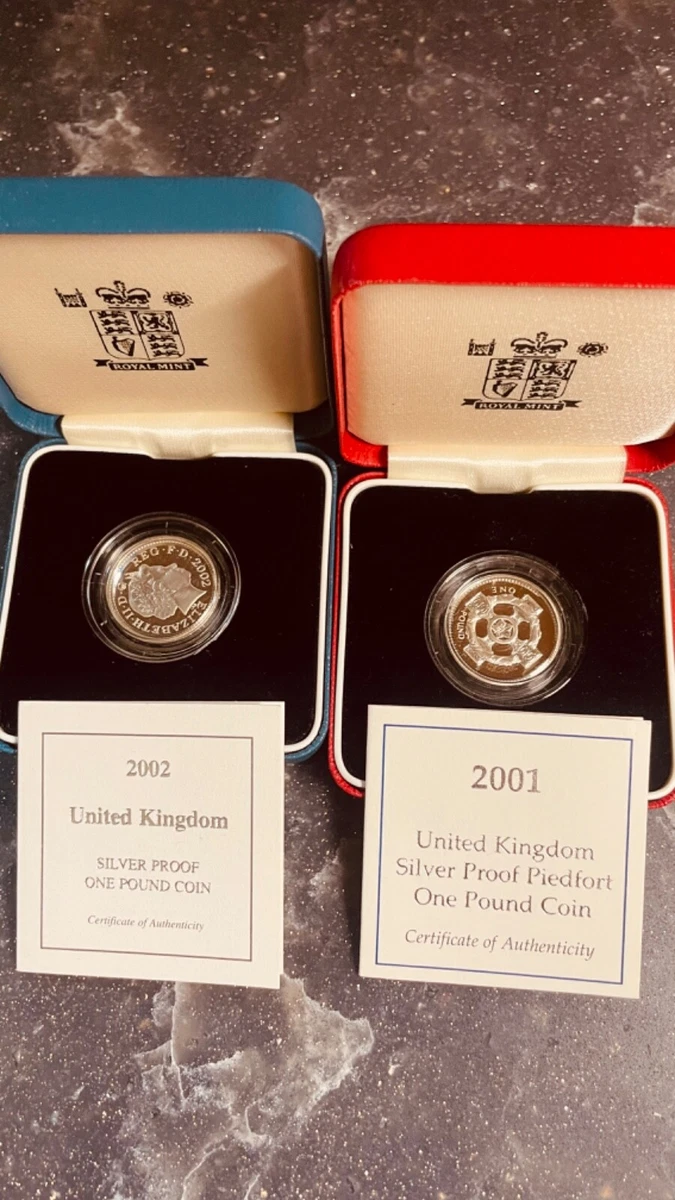 ROYAL MINT
ROYAL MINT
ELIZABETH·II·D·G
REG·F·D·2002
ONE
POUND
2002
United Kingdom
SILVER PROOF
ONE POUND COIN
Certificate of Authenticity
2001
United Kingdom
Silver Proof Piedfort
One Pound Coin
Certificate of Authenticity